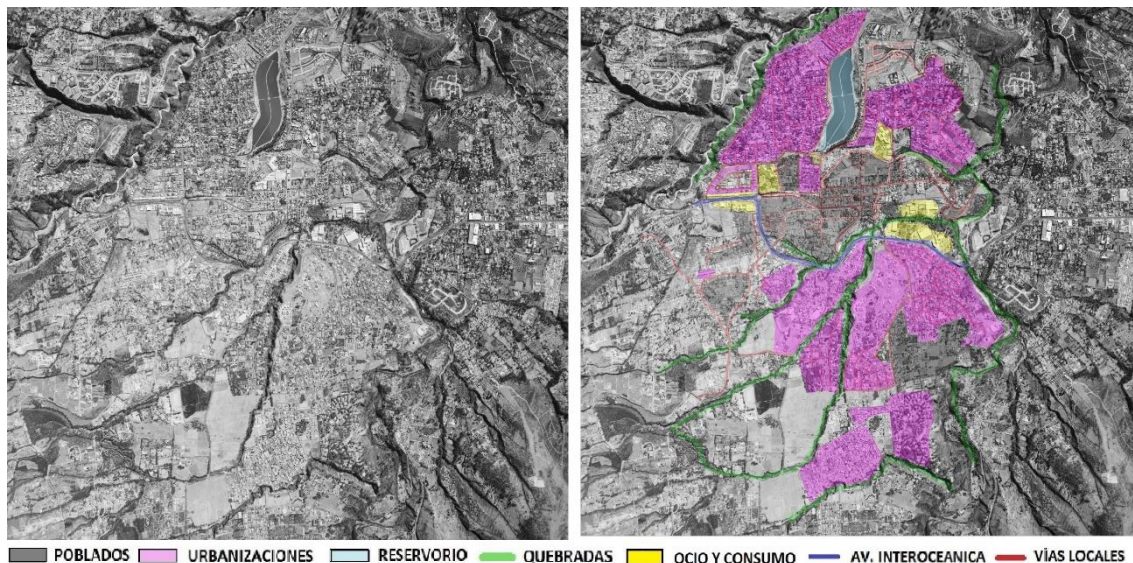 POBLADOS URBANIZACIONES RESERVORIO QUEBRADAS OCIO Y CONSUMO AV. INTEROCEANICA VÍAS LOCALES